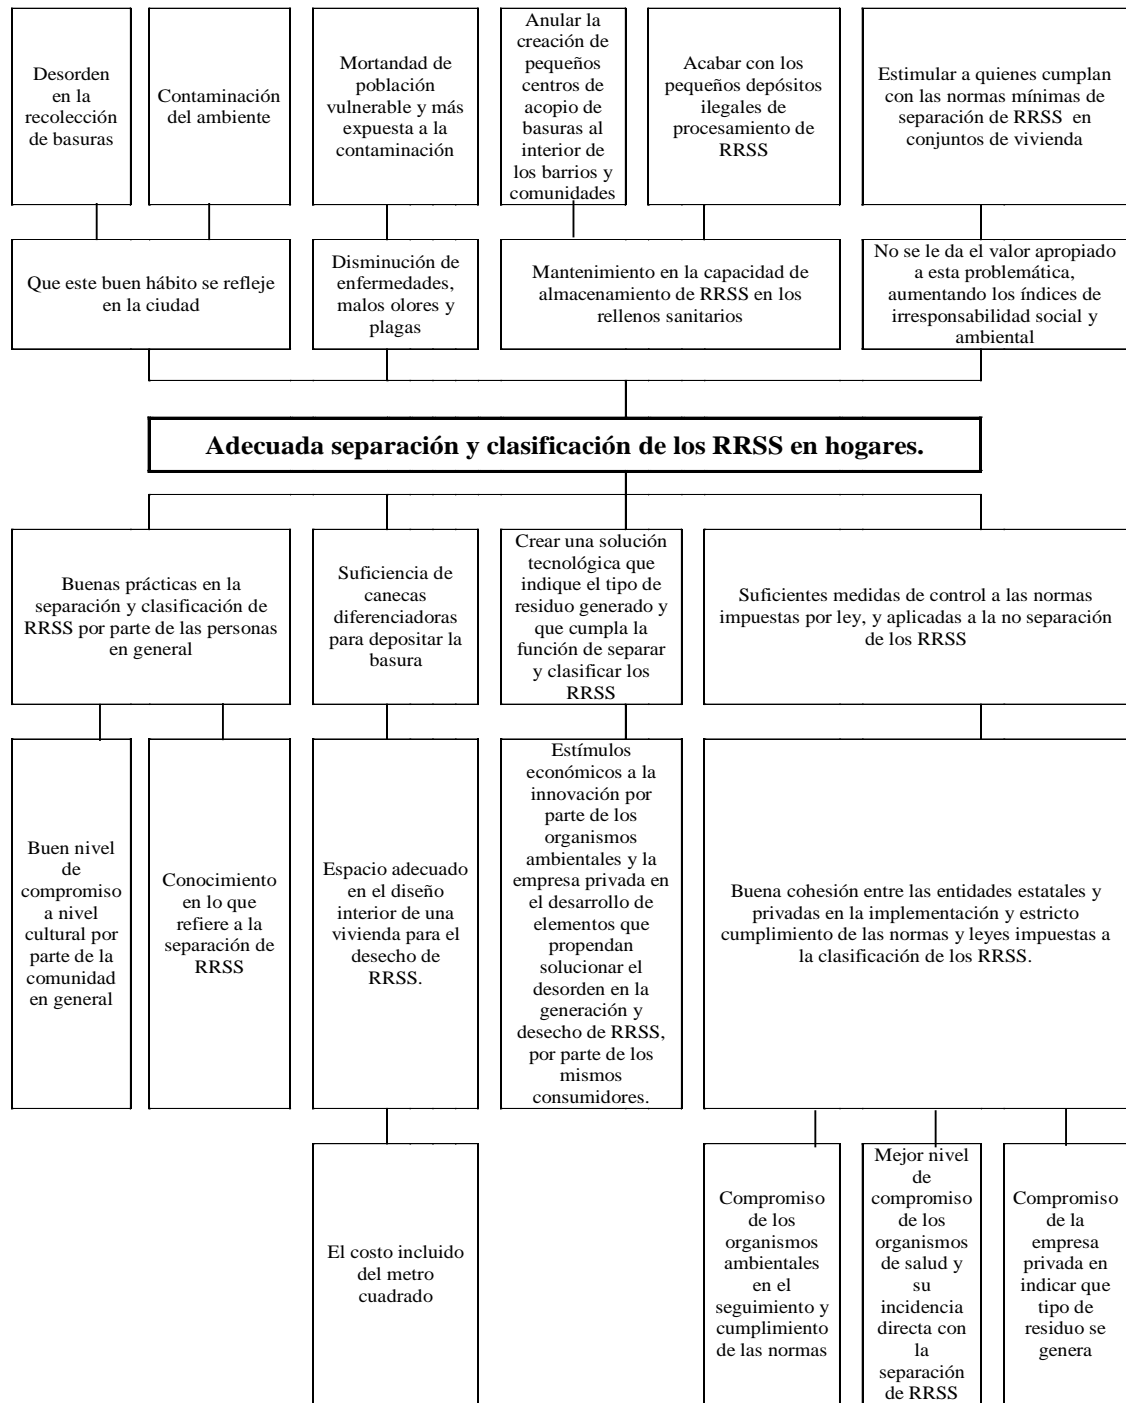 Desorden
en la
recolección
de basuras
Contaminación
del ambiente
Mortandad de
población
vulnerable y más
expuesta a la
contaminación
Anular la
creación de
pequeños
centros de
acopio de
basuras al
interior de
los barrios y
comunidades
Acabar con los
pequeños depósitos
ilegales de
procesamiento de
RRSS
Estimular a quienes cumplan
con las normas mínimas de
separación de RRSS en
conjuntos de vivienda
Que este buen hábito se refleje
en la ciudad
Disminución de
enfermedades,
malos olores y
plagas
Mantenimiento en la capacidad de
almacenamiento de RRSS en los
rellenos sanitarios
No se le da el valor apropiado
a esta problemática,
aumentando los índices de
irresponsabilidad social y
ambiental
Adecuada separación y clasificación de los RRSS en hogares.
Buenas prácticas en la
separación y clasificación de
RRSS por parte de las personas
en general
Suficiencia de
canecas
diferenciadoras
para depositar la
basura
Crear una solución
tecnológica que
indique el tipo de
residuo generado y
que cumpla la
función de separar
y clasificar los
RRSS
Suficientes medidas de control a las normas
impuestas por ley, y aplicadas a la no separación
de los RRSS
Buen nivel
de
compromiso
a nivel
cultural por
parte de la
comunidad
en general
Conocimiento
en lo que
refiere a la
separación de
RRSS
Espacio adecuado
en el diseño
interior de una
vivienda para el
desecho de
RRSS.
Estímulos
económicos a la
innovación por
parte de los
organismos
ambientales y la
empresa privada en
el desarrollo de
elementos que
propendan
solucionar el
desorden en la
generación y
desecho de RRSS,
por parte de los
mismos
consumidores.
Buena cohesión entre las entidades estatales y
privadas en la implementación y estricto
cumplimiento de las normas y leyes impuestas a
la clasificación de los RRSS.
El costo incluido
del metro
cuadrado
Compromiso
de los
organismos
ambientales
en el
seguimiento y
cumplimiento
de las normas
Mejor nivel
de
compromiso
de los
organismos
de salud y
su
incidencia
directa con
la
separación
de RRSS
Compromiso
de la
empresa
privada en
indicar que
tipo de
residuo se
genera